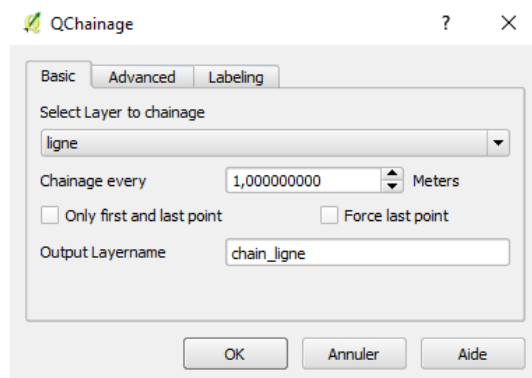 QChainage ?
Basic Advanced Labeling
Select Layer to chainage
ligne
Chainage every 1,000000000 Meters
Only first and last point Force last point
Output Layername chain_ligne
OK Annuler Aide